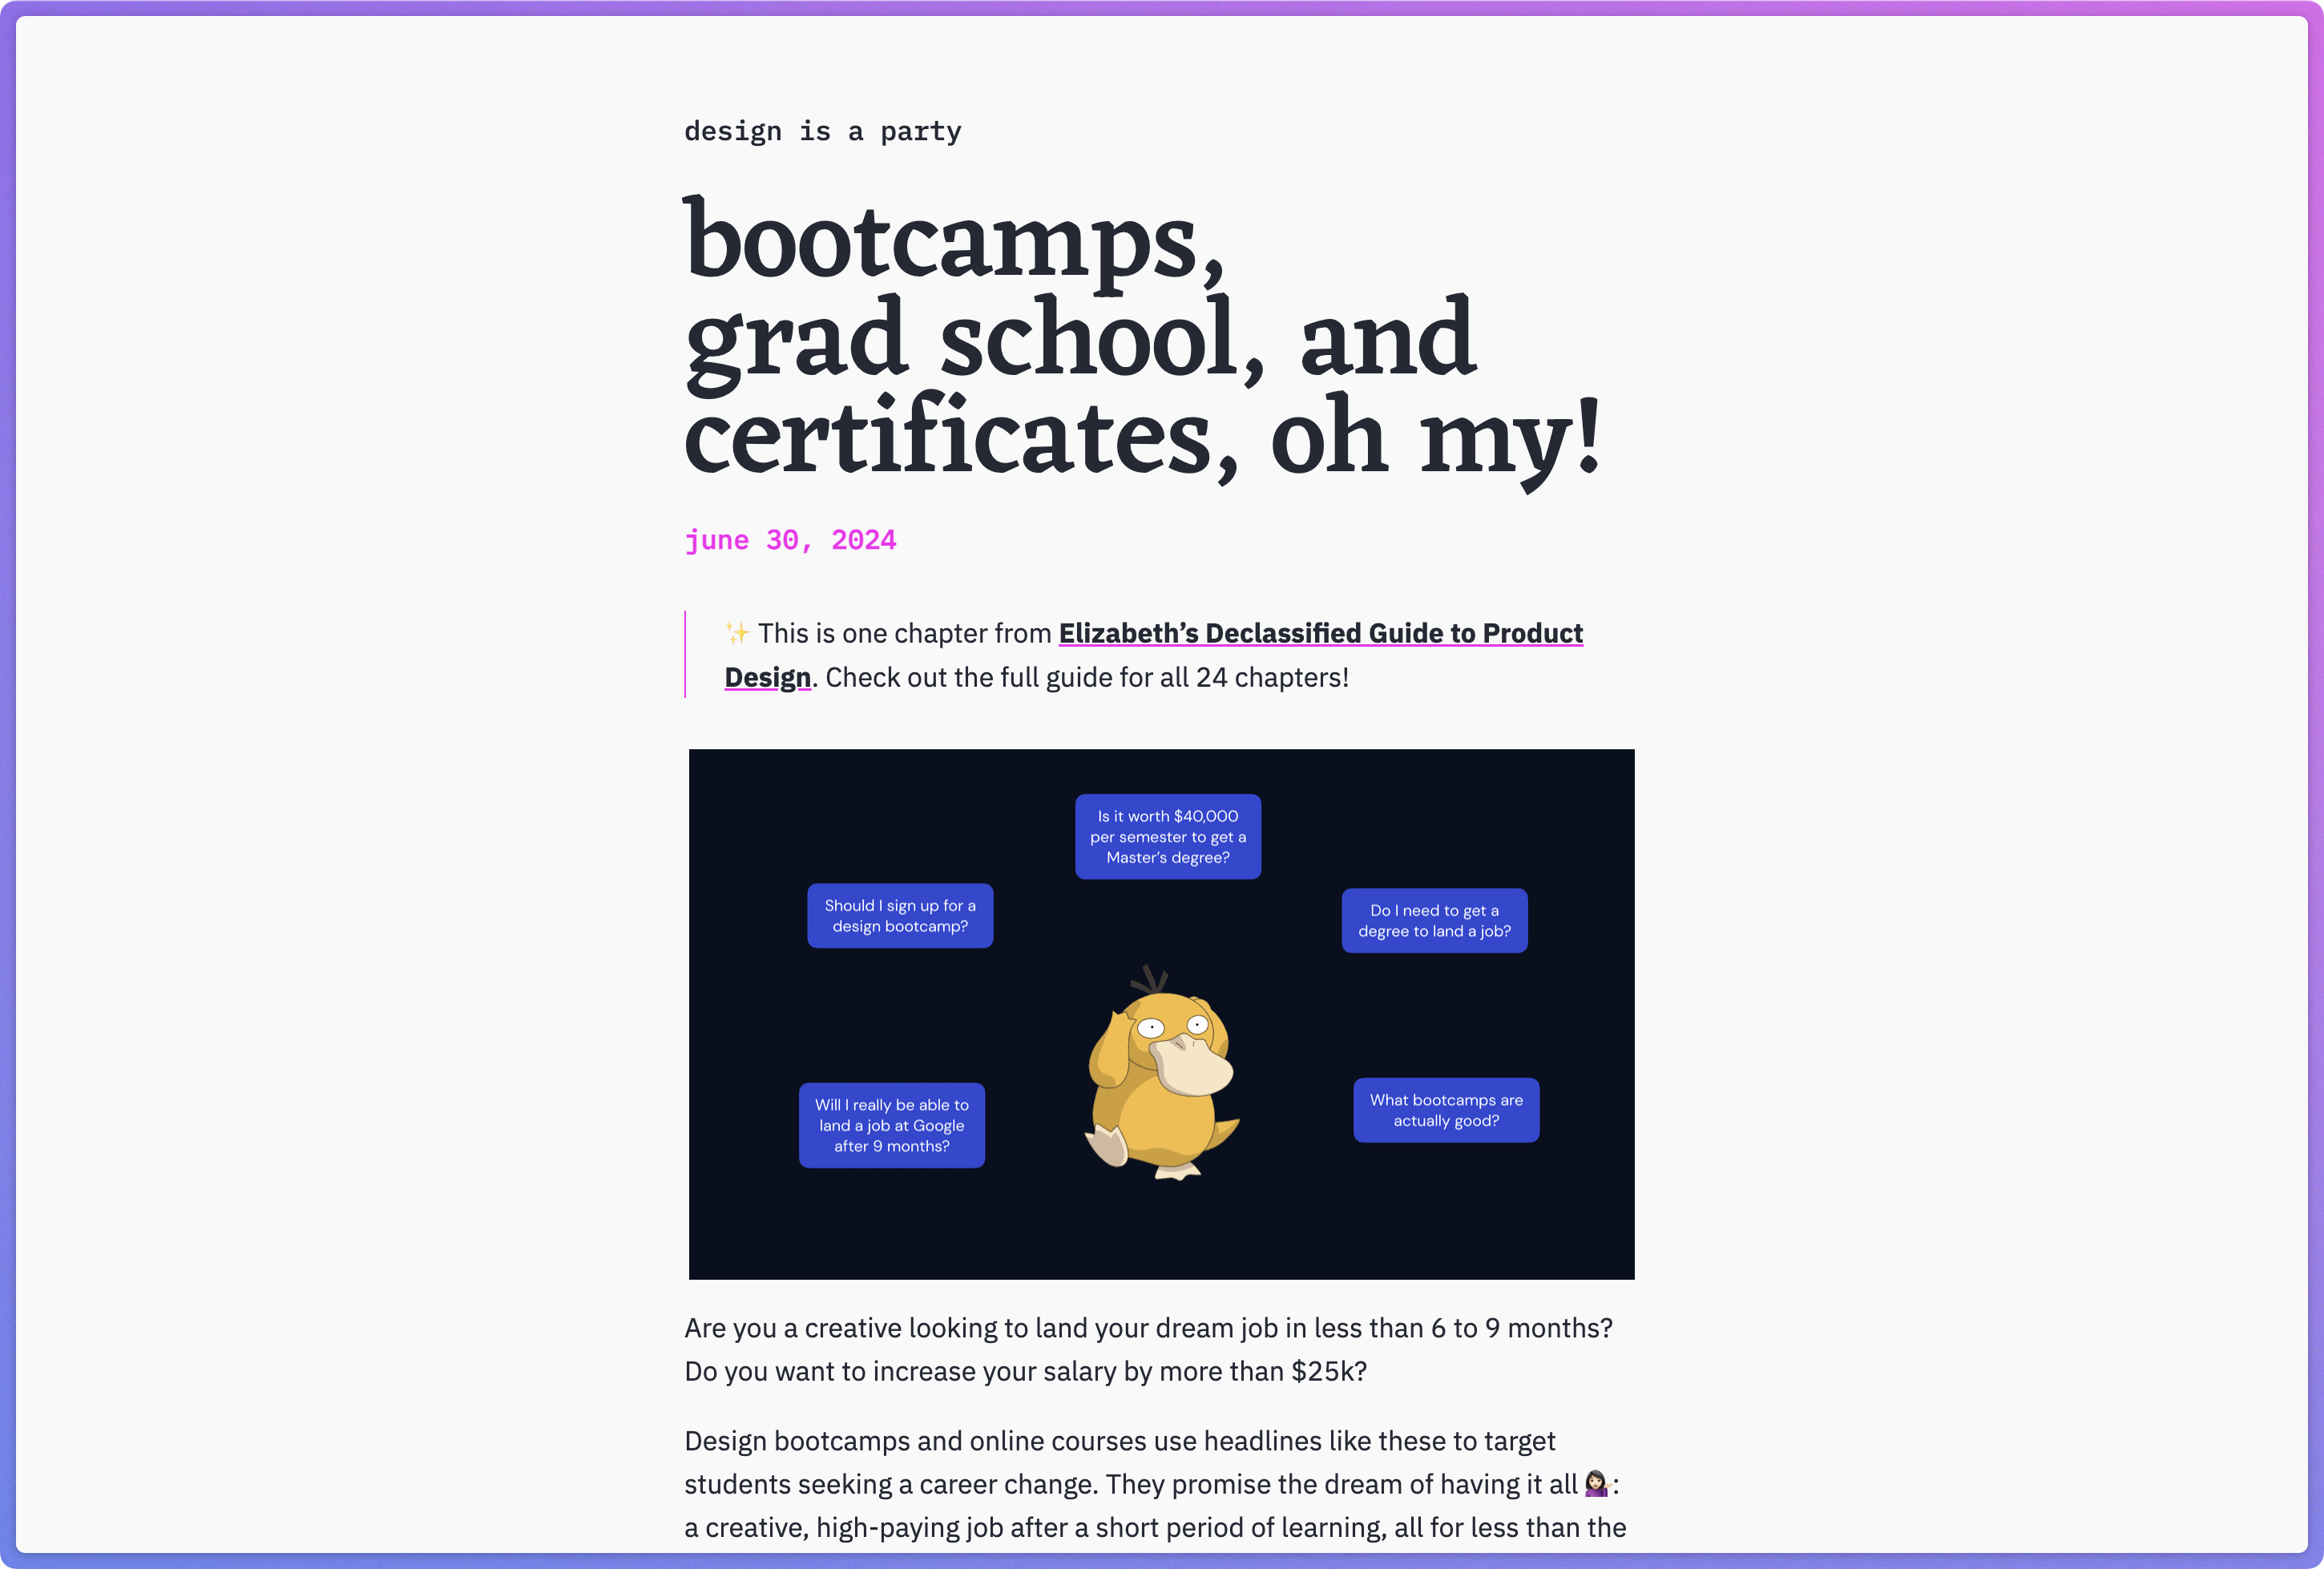 design is a party
bootcamps,
grad school, and
certificates, oh my!
june 30, 2024
✨ This is one chapter from Elizabeth’s Declassified Guide to Product
Design. Check out the full guide for all 24 chapters!
Is it worth $40,000
per semester to get a
Master’s degree?
Should I sign up for a
design bootcamp?
Do I need to get a
degree to land a job?
Will I really be able to
land a job at Google
after 9 months?
What bootcamps are
actually good?
Are you a creative looking to land your dream job in less than 6 to 9 months?
Do you want to increase your salary by more than $25k?
Design bootcamps and online courses use headlines like these to target
students seeking a career change. They promise the dream of having it all 💁🏻‍♀️:
a creative, high-paying job after a short period of learning, all for less than the